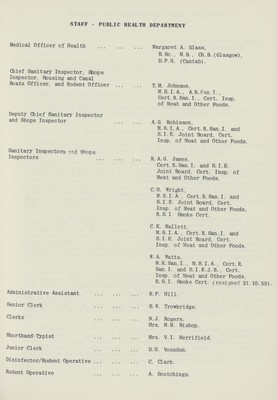 STAFF - PUBLIC HEALTH DEPARTMENT
Medical Officer of Health ... ... ... Margaret A. Glass,
B.Sc., M.B., Ch.B.(Glasgow),
D.P.H. (Cantab).
Chief Sanitary Inspector, Shops
Inspector, Housing and Canal
Boats Officer, and Rodent Officer ... ... T.M. Johnson,
M.S.I.A., A.R.San.I.,
Cert.R.San.I., Cert. Insp.
of Meat and Other Foods.
Deputy Chief Sanitary Inspector
and Shops Inspector ... ... A.G. Robinson,
M.S.I.A., Cert.R.San.I. and
S.I.E. Joint Board, Cert.
Insp. of Meat and Other Foods.
Sanitary Inspectors and Shops
Inspectors ... ... ... R.A.G. James,
Cert.R.San.I. and S.I.E.
Joint Board, Cert. Insp. of
Meat and Other Foods.
C.N. Wright,
M.S.I.A., Cert.R.San.I. and
S.I.E. Joint Board, Cert.
Insp. of Meat and Other Foods,
R.S.I. Smoke Cert.
C.E. Hallett,
M.S.I.A., Cert.R.San.I. and
S.I.E. Joint Board, Cert.
Insp. of Meat and Other Foods.
W.A. Watts,
M.R.San.I., M.S.I.A., Cert.R.
San.I. and S.I.E.J.B., Cert.
Insp. of Meat and Other Foods,
R.S.I. Smoke Cert. (resigned 31.10.53).
Administrative Assistant ... ... ... H.P. Hill.
Senior Clerk ... ... ... S.W. Trowbridge.
Clerks ... ... ... N.J. Rogers.
Mrs. M.M. Bishop.
Shorthand-Typist ... ... ... Mrs. V.I. Merrifield.
Junior Clerk ... ... ... D.H. Veasden.
Disinfector/Rodent Operative ... ... ... C. Clark.
Rodent Operative ... ... ... A. Scutchings.